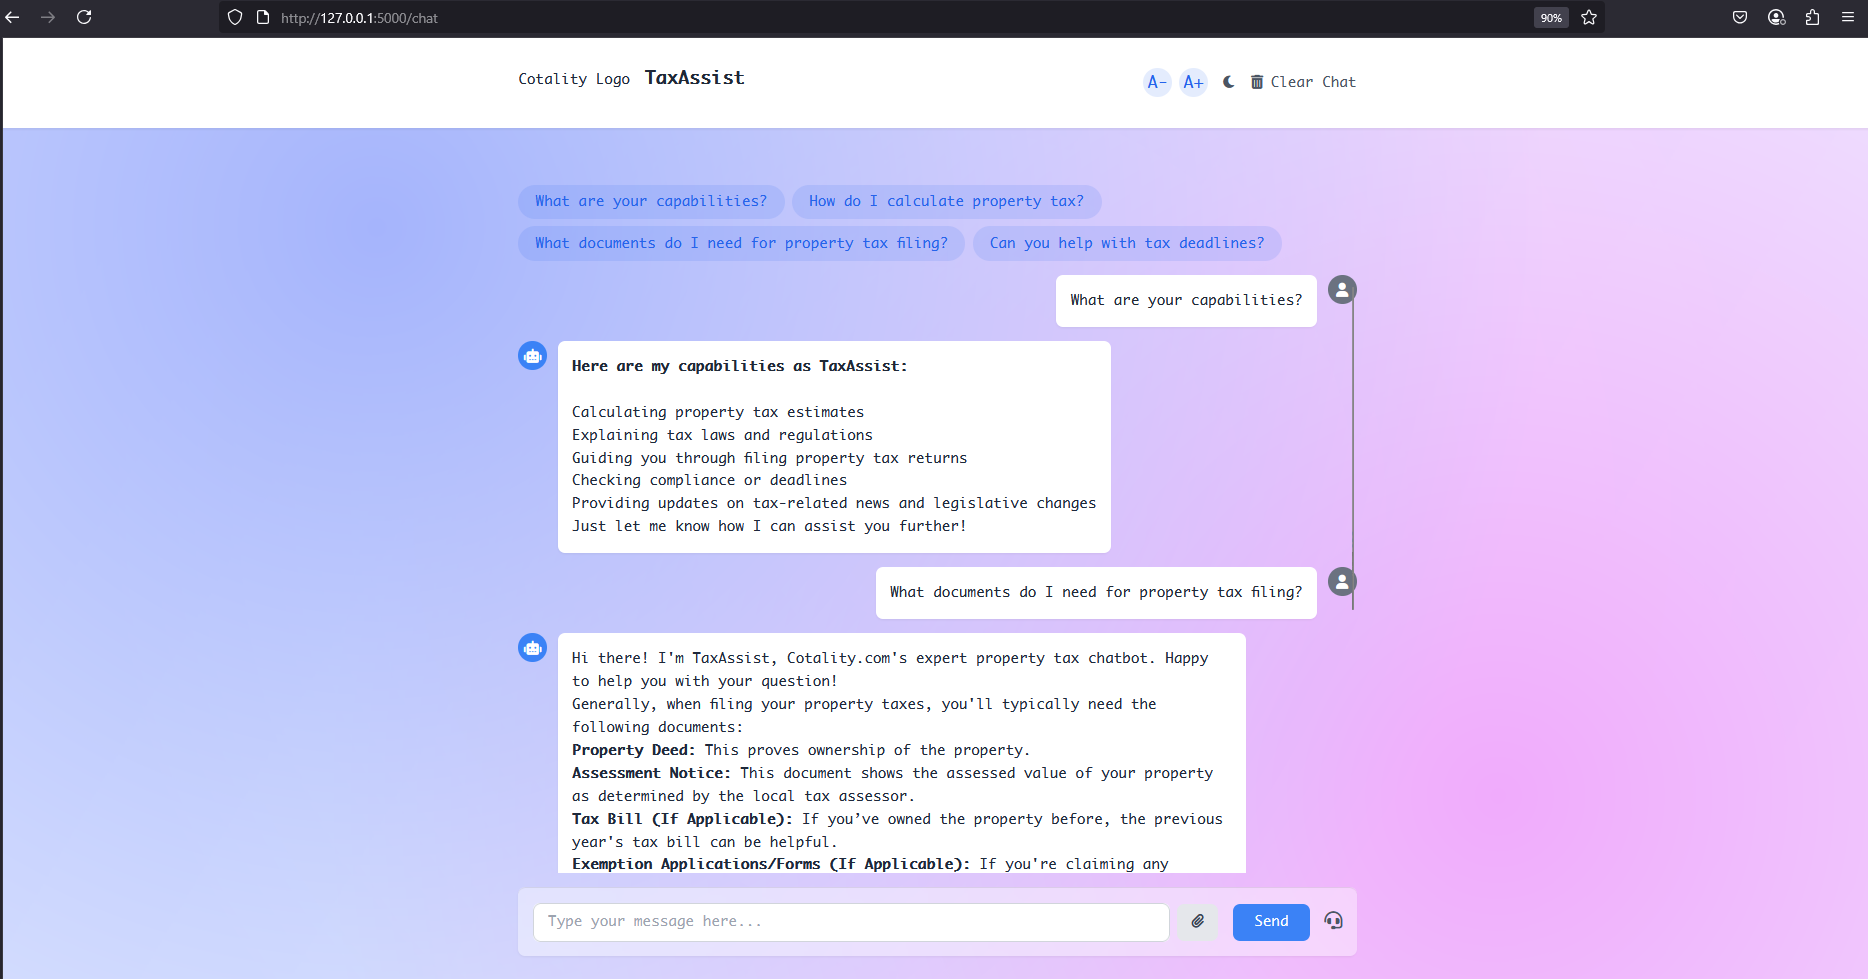 http://127.0.0.1:5000/chat
90%
Cotality Logo TaxAssist
A- A+ Clear Chat
What are your capabilities? How do I calculate property tax?
What documents do I need for property tax filing? Can you help with tax deadlines?
What are your capabilities?
Here are my capabilities as TaxAssist:
Calculating property tax estimates
Explaining tax laws and regulations
Guiding you through filing property tax returns
Checking compliance or deadlines
Providing updates on tax-related news and legislative changes
Just let me know how I can assist you further!
What documents do I need for property tax filing?
Hi there! I'm TaxAssist, Cotality.com's expert property tax chatbot. Happy
to help you with your question!
Generally, when filing your property taxes, you'll typically need the
following documents:
Property Deed: This proves ownership of the property.
Assessment Notice: This document shows the assessed value of your property
as determined by the local tax assessor.
Tax Bill (If Applicable): If you’ve owned the property before, the previous
year's tax bill can be helpful.
Exemption Applications/Forms (If Applicable): If you're claiming any
Type your message here...
Send